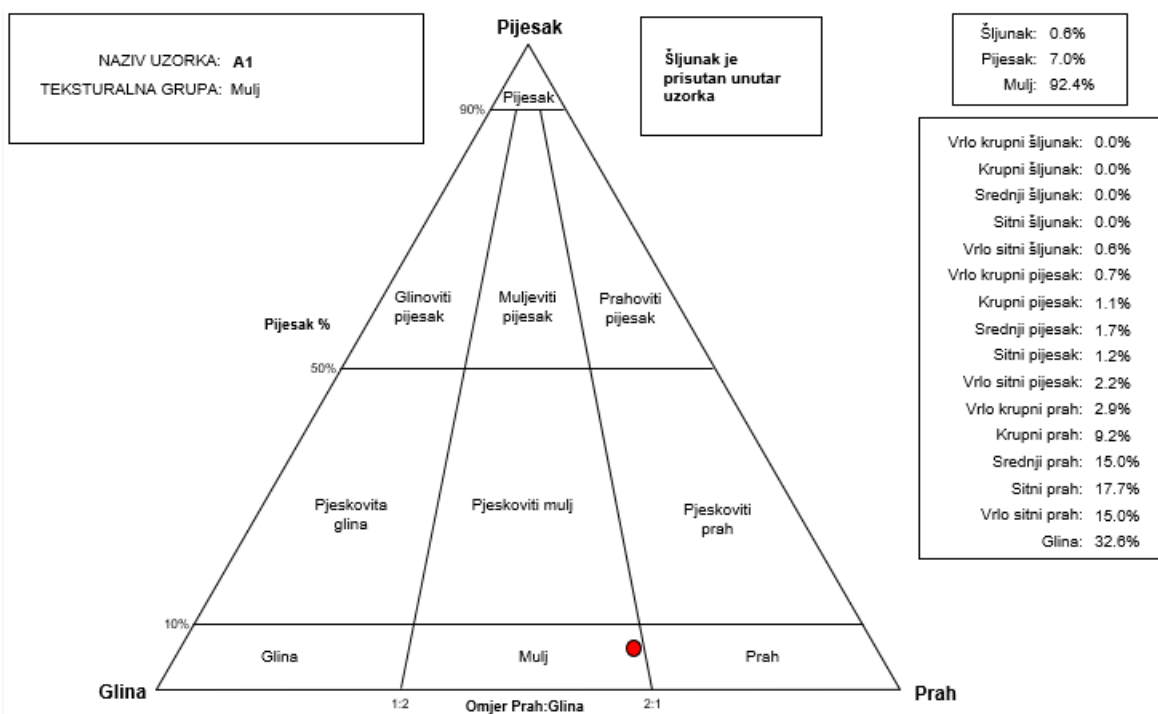 Pijesak
NAZIV UZORKA: A1
TEKSTURALNA GRUPA: Mulj
Šljunak je
prisutan unutar
uzorka
Šljunak: 0.6%
Pijesak: 7.0%
Mulj: 92.4%
Pijesak
90%
Vrlo krupni šljunak: 0.0%
Krupni šljunak: 0.0%
Srednji šljunak: 0.0%
Sitni šljunak: 0.0%
Vrlo sitni šljunak: 0.6%
Vrlo krupni pijesak: 0.7%
Krupni pijesak: 1.1%
Srednji pijesak: 1.7%
Sitni pijesak: 1.2%
Vrlo sitni pijesak: 2.2%
Vrlo krupni prah: 2.9%
Krupni prah: 9.2%
Srednji prah: 15.0%
Sitni prah: 17.7%
Vrlo sitni prah: 15.0%
Glina: 32.6%
Glinoviti
pijesak
Muljeviti
pijesak
Prahoviti
pijesak
Pijesak %
50%
Pjeskovita
glina
Pjeskoviti mulj
Pjeskoviti
prah
10%
Glina
Mulj
Prah
Glina
1:2
Omjer Prah:Glina
2:1
Prah